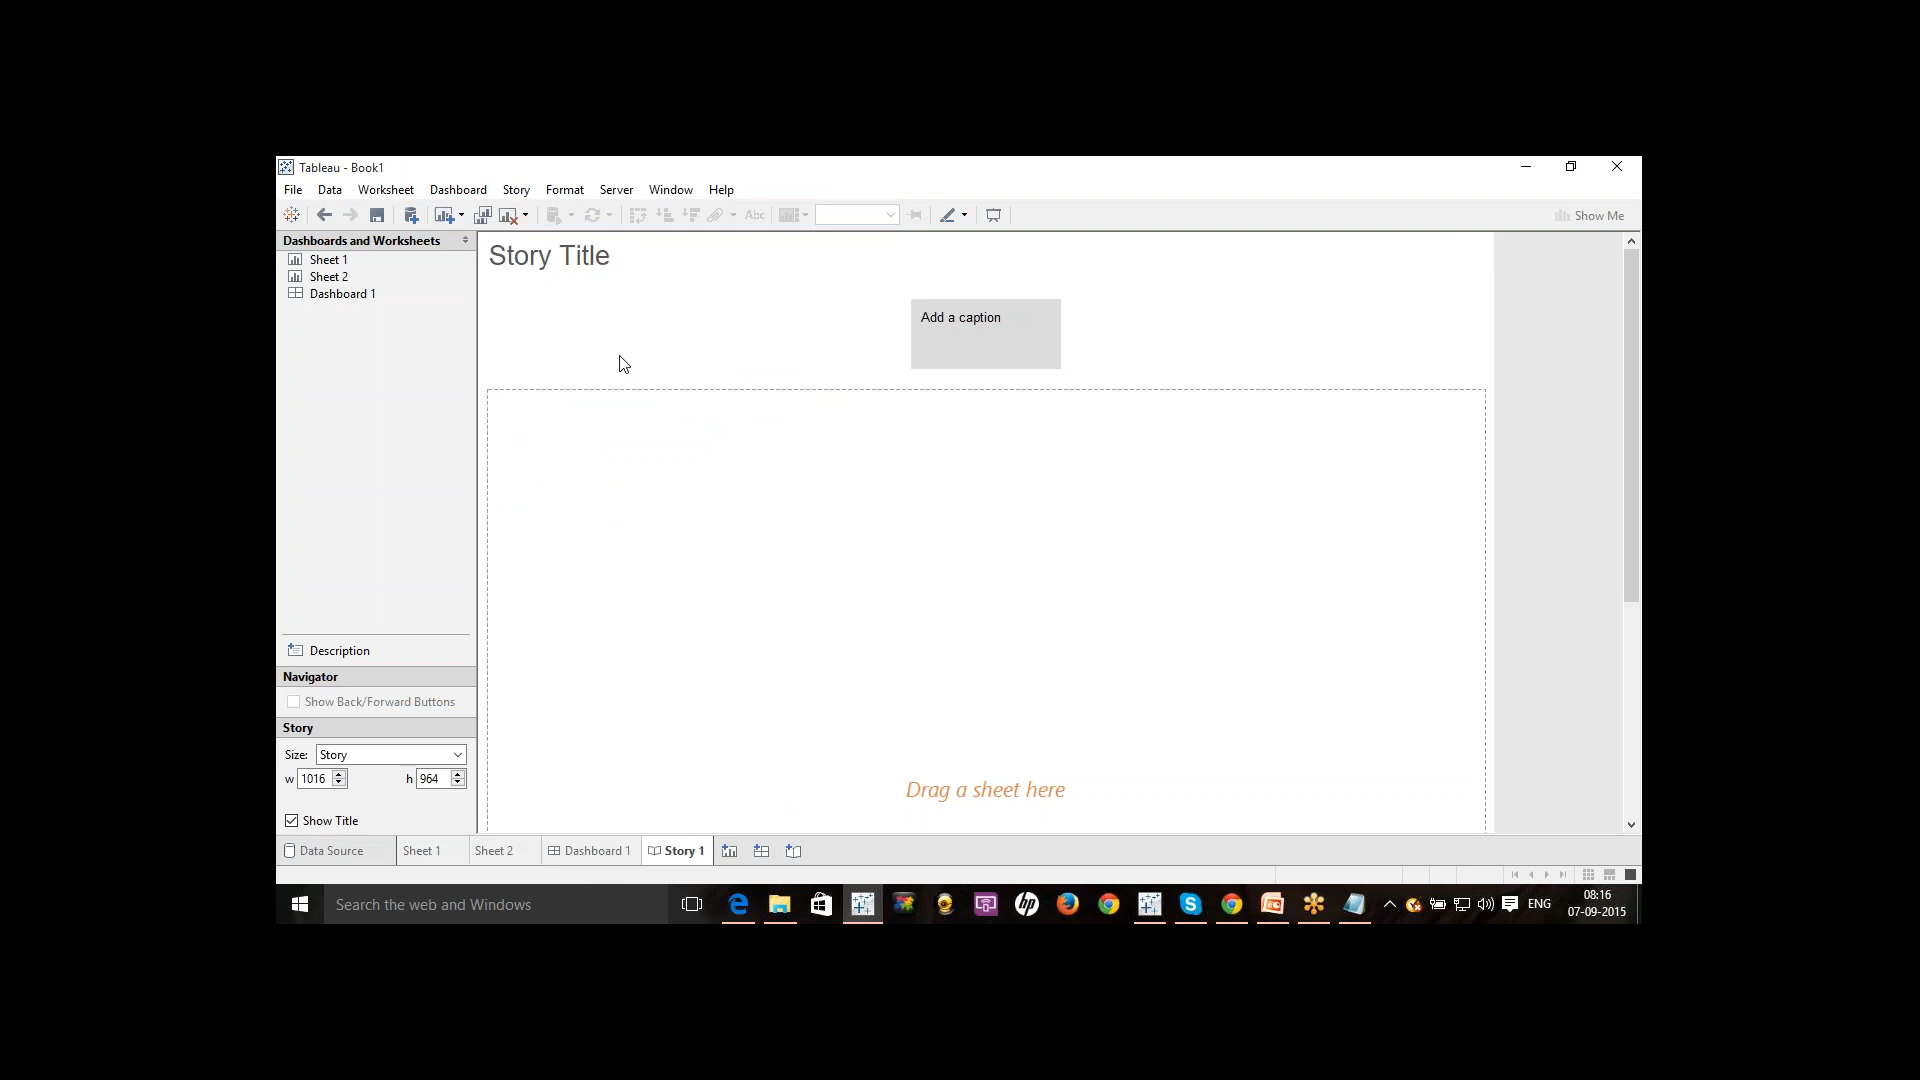 Tableau - Book1
File Data Worksheet Dashboard Story Format Server Window Help
Abc
Show Me
Dashboards and Worksheets
Sheet 1
Sheet 2
Dashboard 1
Story Title
Add a caption
Drag a sheet here
Description
Navigator
Show Back/Forward Buttons
Story
Size: Story
w 1016 h 964
Show Title
Data Source Sheet 1 Sheet 2 Dashboard 1 Story 1
Search the web and Windows
hp
ENG
08:16
07-09-2015